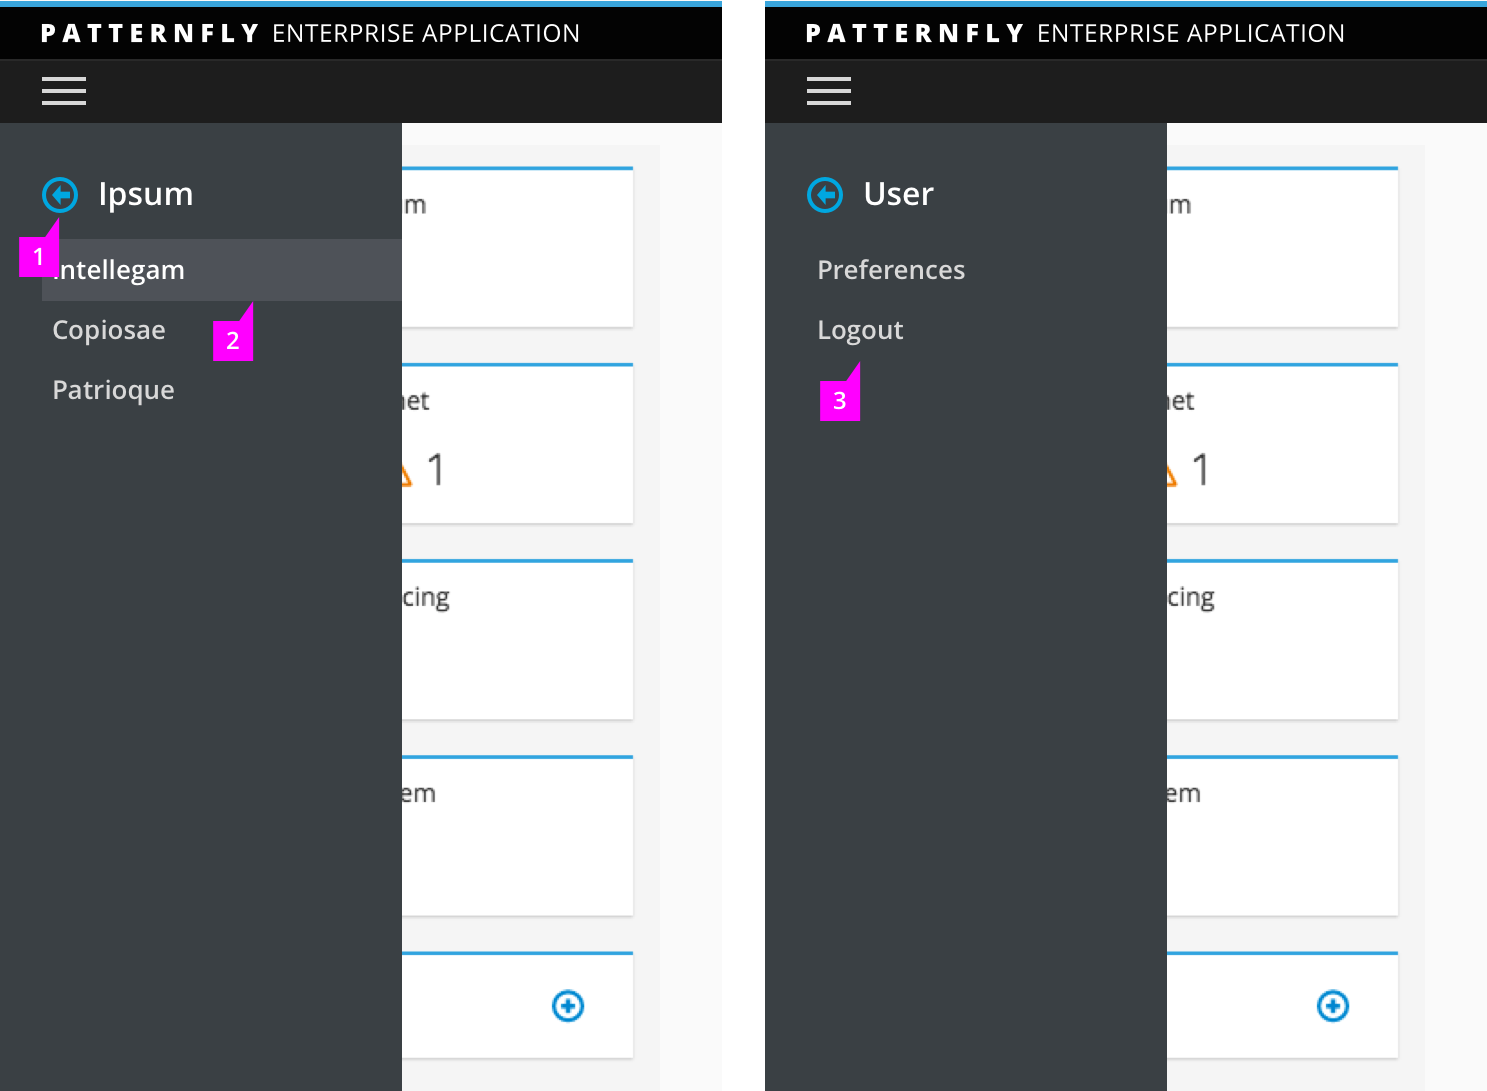 PATTERNFLY ENTERPRISE APPLICATION
Ipsum
1
ntellegam
2
Copiosae
Patrioque
m
et
1
cing
em
PATTERNFLY ENTERPRISE APPLICATION
User
Preferences
Logout
3
m
et
1
cing
em